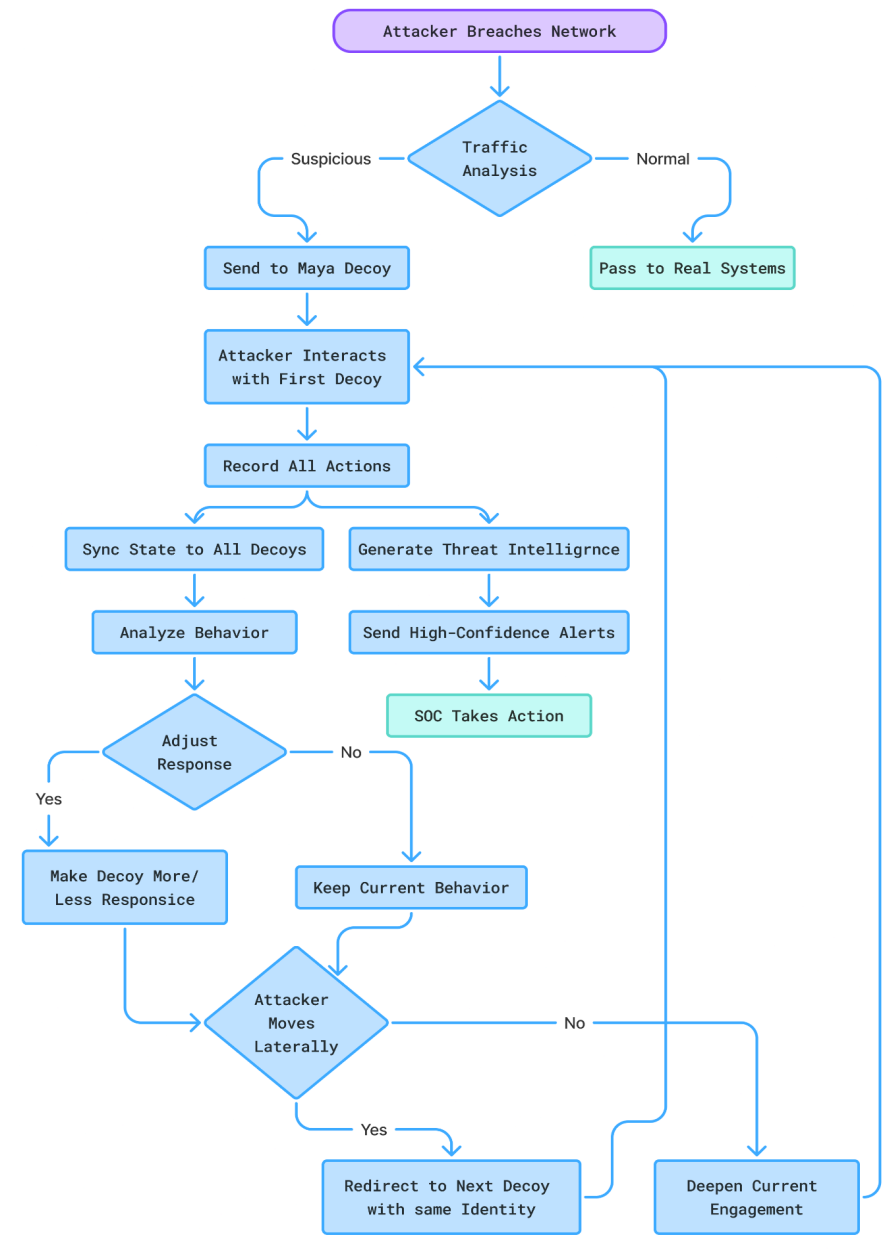 Attacker Breaches Network
Traffic
Analysis
Suspicious
Normal
Send to Maya Decoy
Pass to Real Systems
Attacker Interacts
with First Decoy
Record All Actions
Sync State to All Decoys
Generate Threat Intelligrnce
Analyze Behavior
Send High-Confidence Alerts
SOC Takes Action
Adjust
Response
No
Yes
Make Decoy More/
Less Responsice
Keep Current Behavior
Attacker
Moves
Laterally
No
Yes
Redirect to Next Decoy
with same Identity
Deepen Current
Engagement